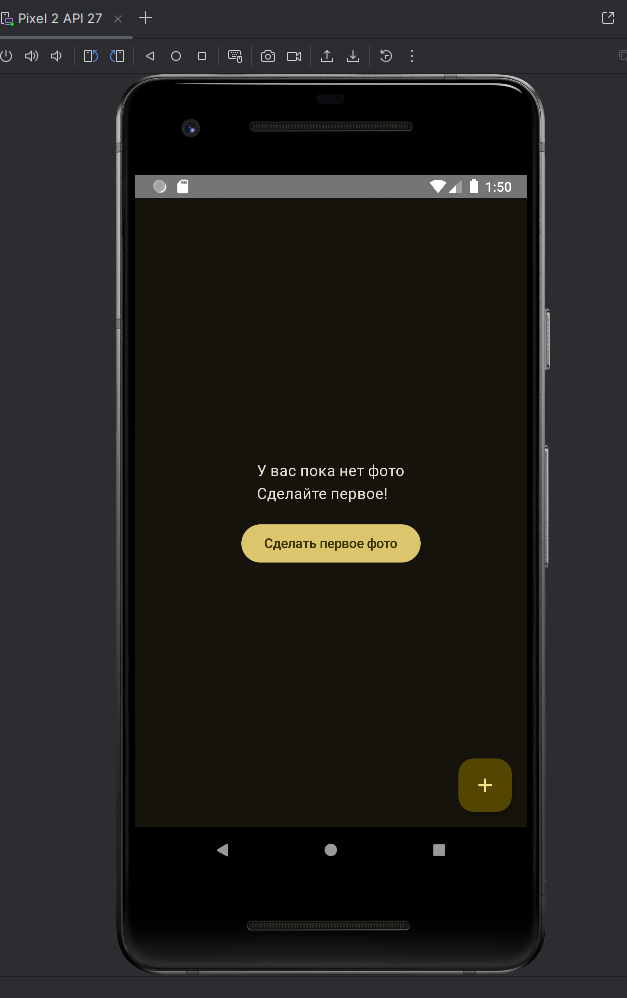 Pixel 2 API 27
1:50
У вас пока нет фото
Сделайте первое!
Сделать первое фото